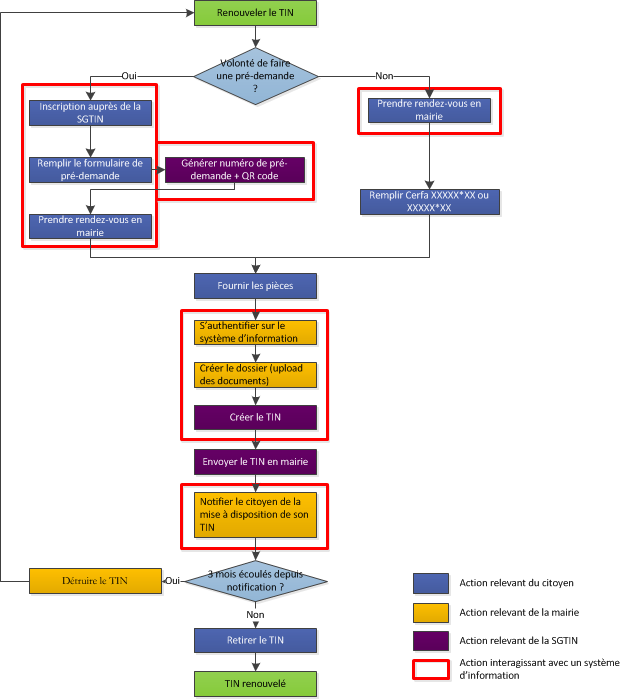 Renouveler le TIN
Volonté de faire
une pré-demande
?
Oui
Non
Inscription auprès de la
SGTIN
Prendre rendez-vous en
mairie
Remplir le formulaire de
pré-demande
Générer numéro de pré-
demande + QR code
Remplir Cerfa XXXXX*XX ou
XXXXX*XX
Prendre rendez-vous en
mairie
Fournir les pièces
S'authentifier sur le
système d'information
Créer le dossier (upload
des documents)
Créer le TIN
Envoyer le TIN en mairie
Notifier le citoyen de la
mise à disposition de son
TIN
3 mois écoulés depuis
notification ?
Oui
Détruire le TIN
Non
Retirer le TIN
TIN renouvelé
Action relevant du citoyen
Action relevant de la mairie
Action relevant de la SGTIN
Action interagissant avec un système
d'information